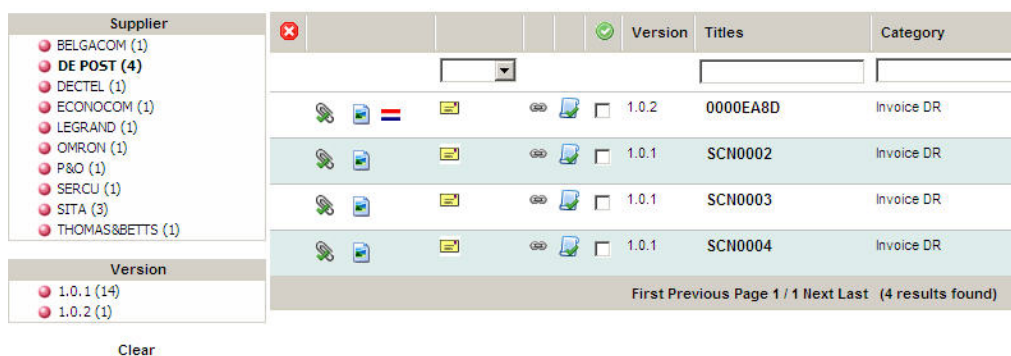 Supplier
BELGACOM (1)
DE POST (4)
DECTEL (1)
ECONOCOM (1)
LEGRAND (1)
OMRON (1)
P&O (1)
SERCU (1)
SITA (3)
THOMAS&BETTS (1)
Version
1.0.1 (14)
1.0.2 (1)
Clear
Version Titles Category
1.0.2 0000EA8D Invoice DR
1.0.1 SCN0002 Invoice DR
1.0.1 SCN0003 Invoice DR
1.0.1 SCN0004 Invoice DR
First Previous Page 1 / 1 Next Last (4 results found)